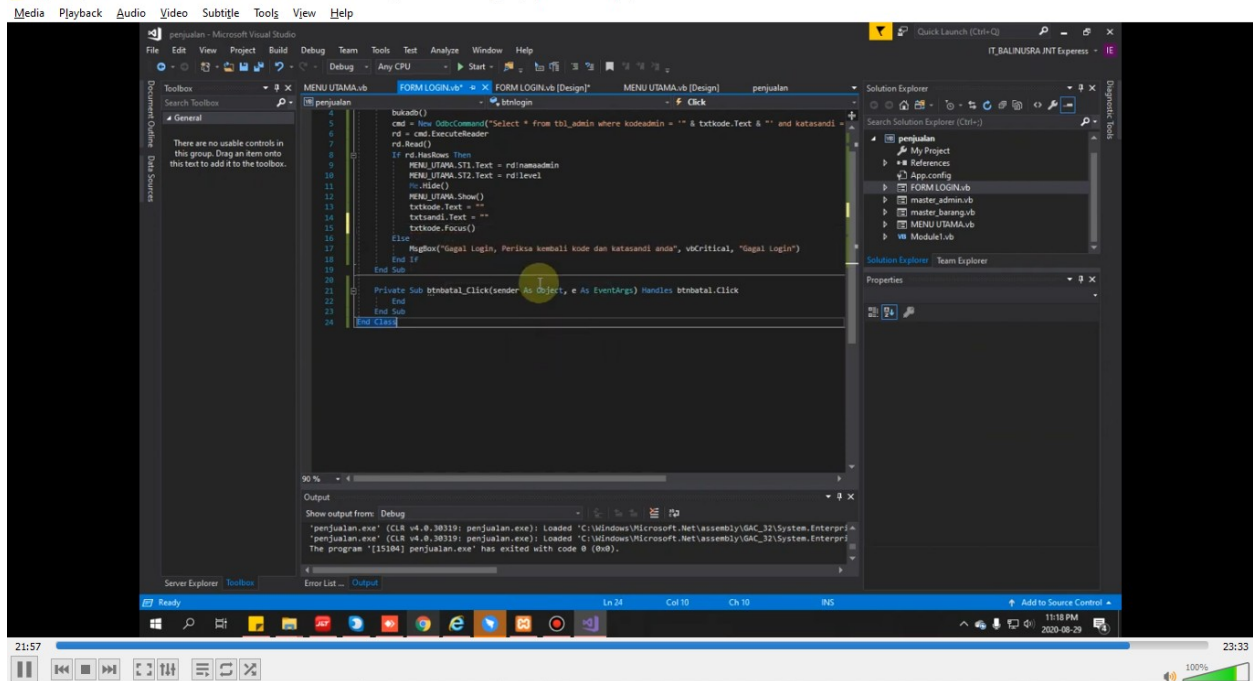 Media Playback Audio Video Subtitle Tools View Help
penjualan - Microsoft Visual Studio
Quick Launch (Ctrl+Q)
File Edit View Project Build Debug Team Tools Test Analyze Window Help
IT_BALINUSRA JNT Experess IE
Debug Any CPU Start
Document Outline
Data Sources
Toolbox
Search Toolbox
General
There are no usable controls in
this group. Drag an item onto
this text to add it to the toolbox.
MENU UTAMA.vb FORM LOGIN.vb* FORM LOGIN.vb [Design]* MENU UTAMA.vb [Design] penjualan
penjualan btnlogin Click
4 bukadb()
5 cmd = New OdbcCommand("Select * from tbl_admin where kodeadmin = '" & txtkode.Text & "' and katasandi =
6 rd = cmd.ExecuteReader
7 rd.Read()
8 If rd.HasRows Then
9 MENU_UTAMA.ST1.Text = rd!namaadmin
10 MENU_UTAMA.ST2.Text = rd!level
11 Me.Hide()
12 MENU_UTAMA.Show()
13 txtkode.Text = ""
14 txtsandi.Text = ""
15 txtkode.Focus()
16 Else
17 MsgBox("Gagal Login, Periksa kembali kode dan katasandi anda", vbCritical, "Gagal Login")
18 End If
19 End Sub
20
21 Private Sub btnbatal_Click(sender As Object, e As EventArgs) Handles btnbatal.Click
22 End
23 End Sub
24 End Class
90 %
Output
Show output from: Debug
'penjualan.exe' (CLR v4.0.30319: penjualan.exe): Loaded 'C:\Windows\Microsoft.Net\assembly\GAC_32\System.Enterpri
'penjualan.exe' (CLR v4.0.30319: penjualan.exe): Loaded 'C:\Windows\Microsoft.Net\assembly\GAC_32\System.Enterpri
The program '[15104] penjualan.exe' has exited with code 0 (0x0).
Server Explorer Toolbox
Error List ... Output
Solution Explorer
Search Solution Explorer (Ctrl+;)
penjualan
My Project
References
App.config
FORM LOGIN.vb
master_admin.vb
master_barang.vb
MENU UTAMA.vb
Module1.vb
Solution Explorer Team Explorer
Properties
Diagnostic Tools
Ready Ln 24 Col 10 Ch 10 INS Add to Source Control
11:18 PM
2020-08-29
21:57 23:33
100%